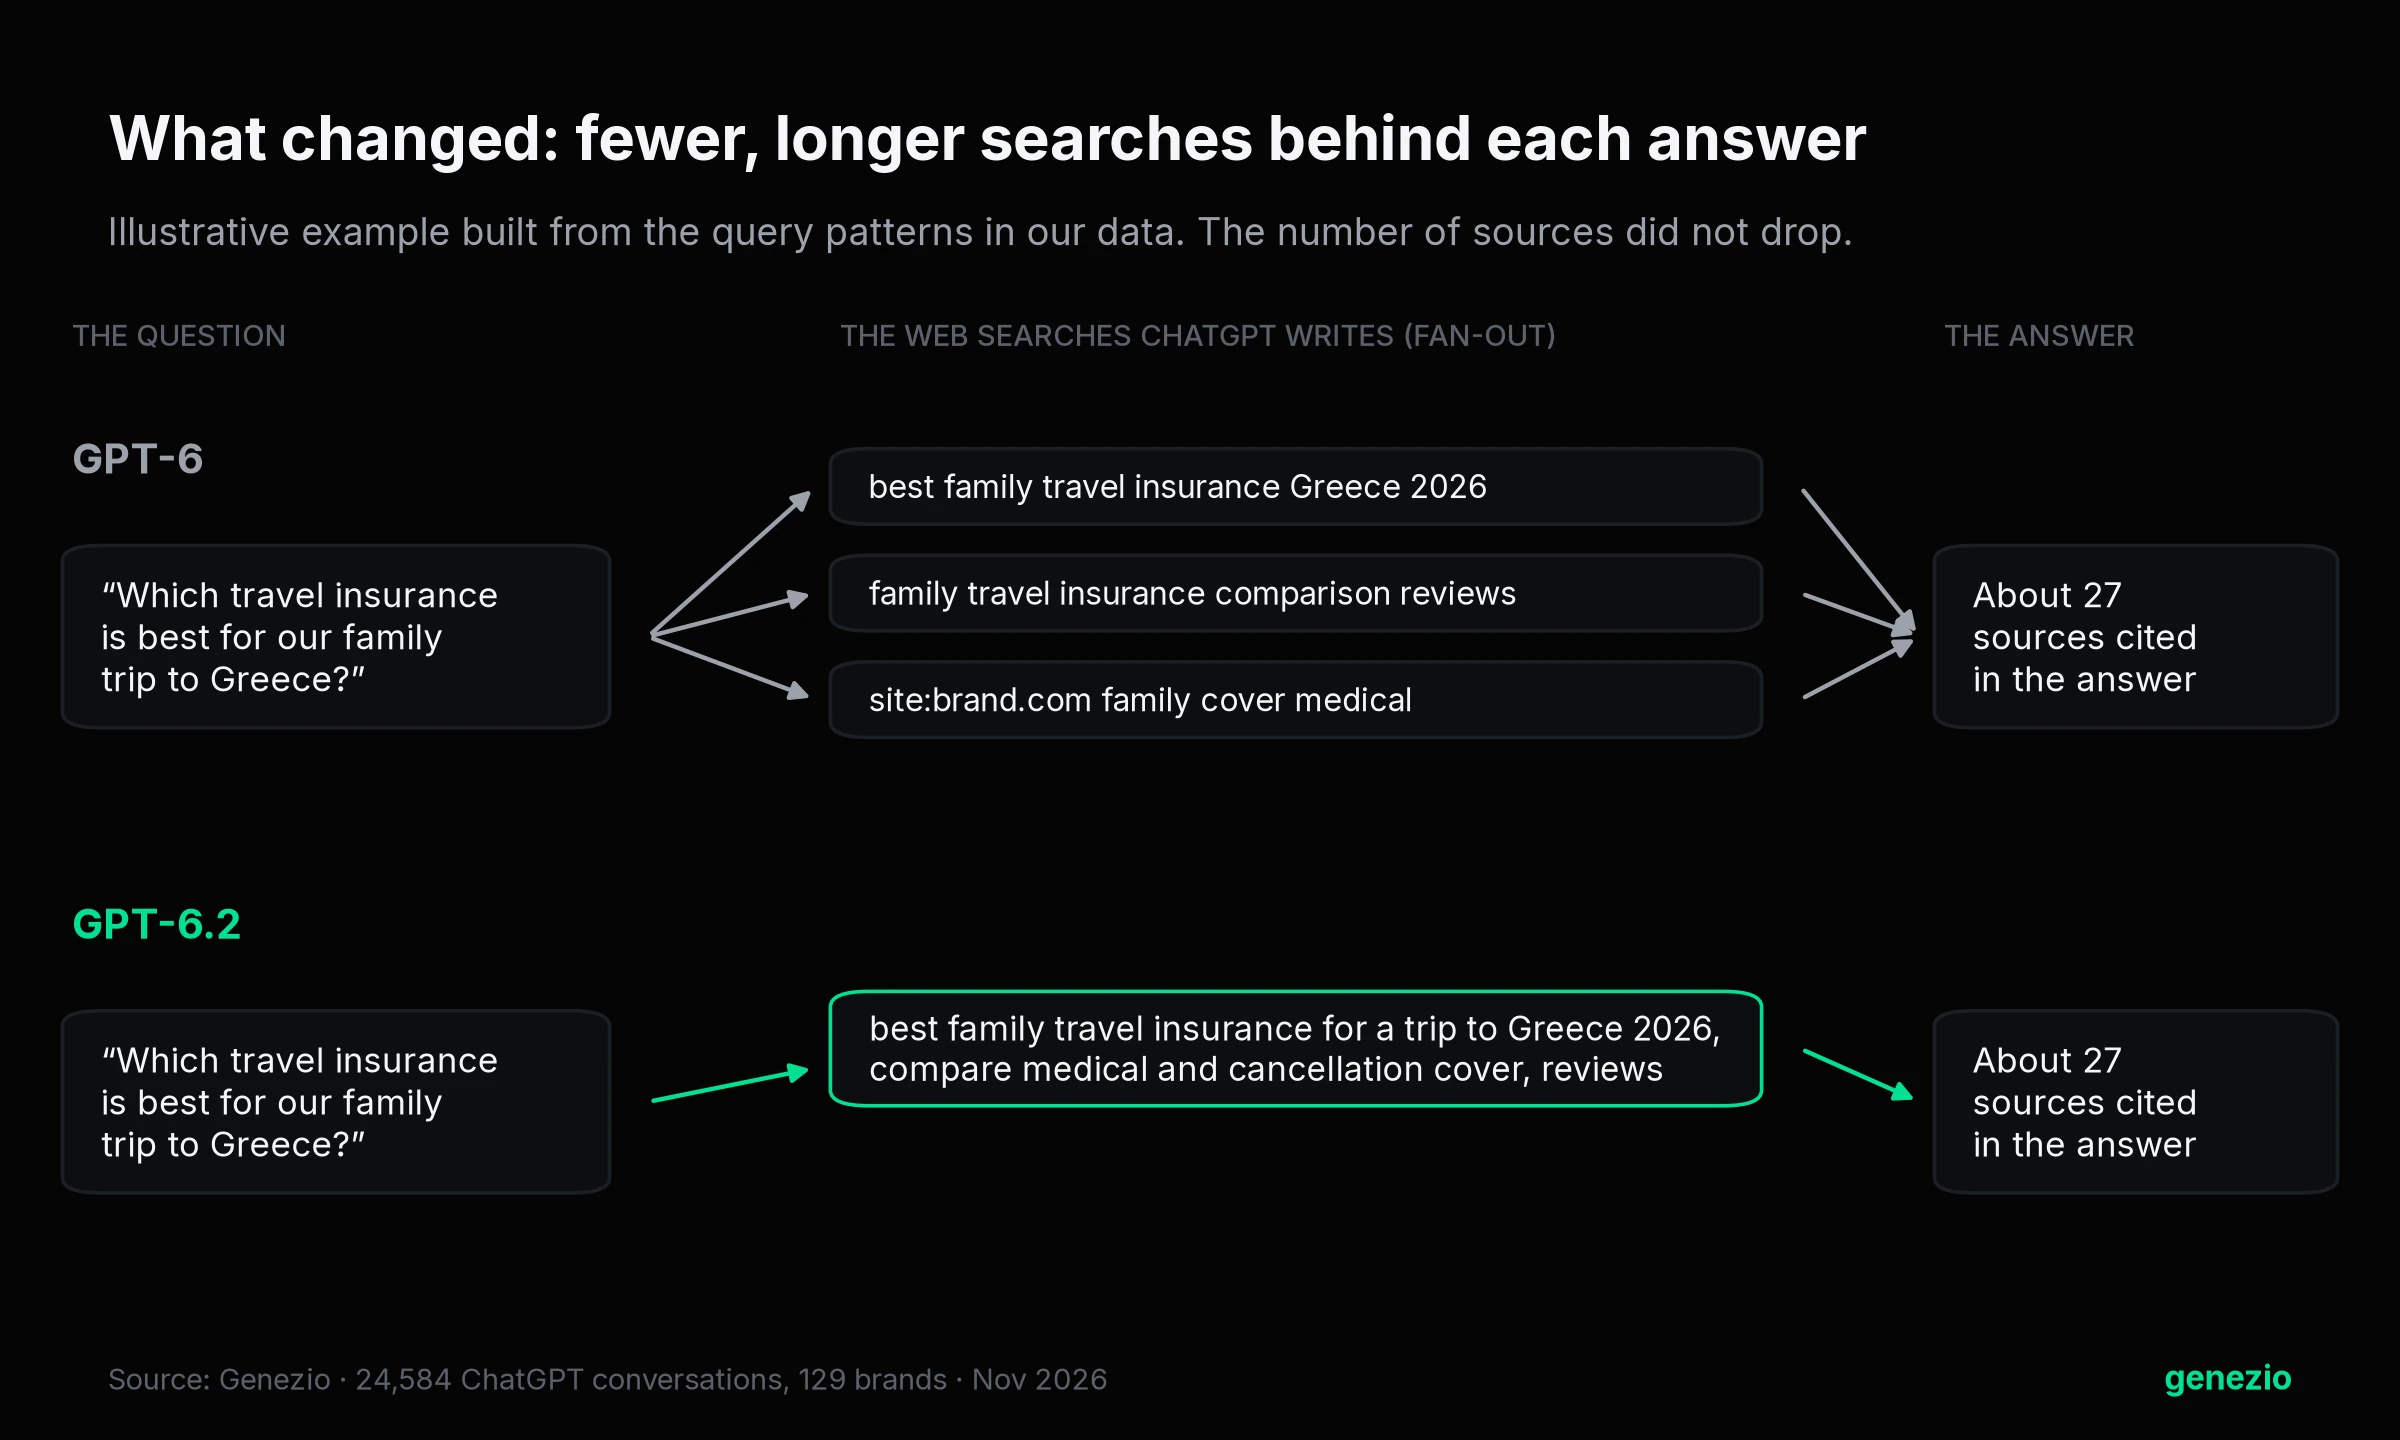 What changed: fewer, longer searches behind each answer
Illustrative example built from the query patterns in our data. The number of sources did not drop.
THE QUESTION
THE WEB SEARCHES CHATGPT WRITES (FAN-OUT)
THE ANSWER
GPT-6
“Which travel insurance
is best for our family
trip to Greece?”
best family travel insurance Greece 2026
family travel insurance comparison reviews
site:brand.com family cover medical
About 27
sources cited
in the answer
GPT-6.2
“Which travel insurance
is best for our family
trip to Greece?”
best family travel insurance for a trip to Greece 2026,
compare medical and cancellation cover, reviews
About 27
sources cited
in the answer
Source: Genezio · 24,584 ChatGPT conversations, 129 brands · Nov 2026
genezio